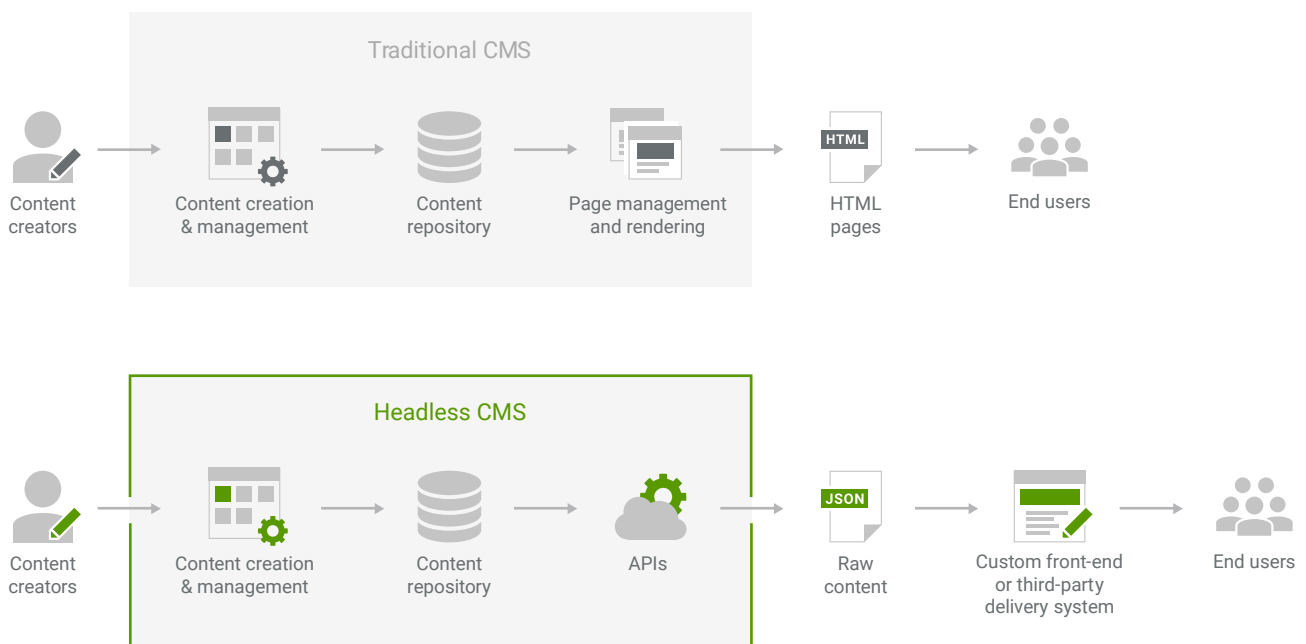 Traditional CMS
HTML
Content
creators
Content creation
& management
Content
repository
Page management
and rendering
HTML
pages
End users
Headless CMS
JSON
Content
creators
Content creation
& management
Content
repository
APIs
Raw
content
Custom front-end
or third-party
delivery system
End users